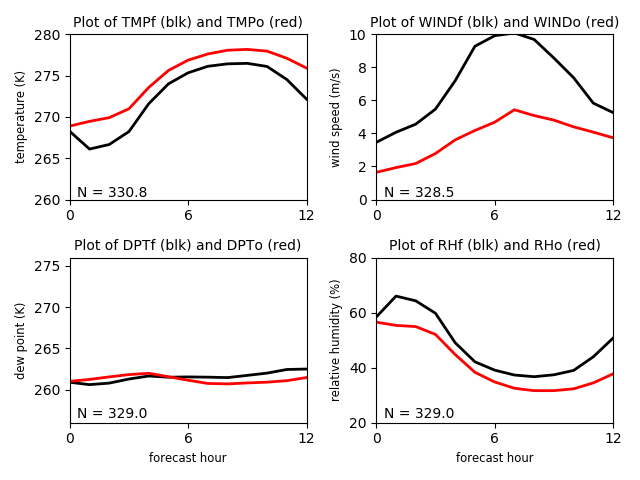 Plot of TMPf (blk) and TMPo (red)
280
275
270
265
260
temperature (K)
N = 330.8
0 6 12
Plot of WINDf (blk) and WINDo (red)
10
8
6
4
2
0
wind speed (m/s)
N = 328.5
0 6 12
Plot of DPTf (blk) and DPTo (red)
275
270
265
260
dew point (K)
N = 329.0
0 6 12
forecast hour
Plot of RHf (blk) and RHo (red)
80
60
40
20
relative humidity (%)
N = 329.0
0 6 12
forecast hour